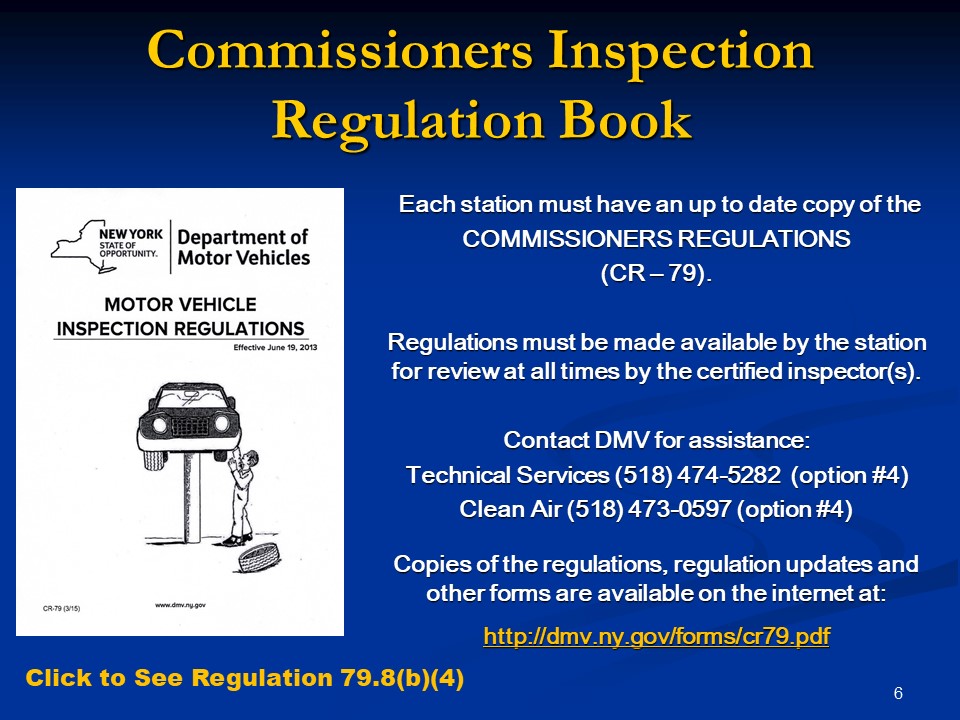 Commissioners Inspection
Regulation Book
NEW YORK
STATE OF
OPPORTUNITY.
Department of
Motor Vehicles
MOTOR VEHICLE
INSPECTION REGULATIONS
Effective June 19, 2013
CR-79 (3/15)
www.dmv.ny.gov
Each station must have an up to date copy of the
COMMISSIONERS REGULATIONS
(CR – 79).
Regulations must be made available by the station
for review at all times by the certified inspector(s).
Contact DMV for assistance:
Technical Services (518) 474-5282 (option #4)
Clean Air (518) 473-0597 (option #4)
Copies of the regulations, regulation updates and
other forms are available on the internet at:
http://dmv.ny.gov/forms/cr79.pdf
Click to See Regulation 79.8(b)(4)
6